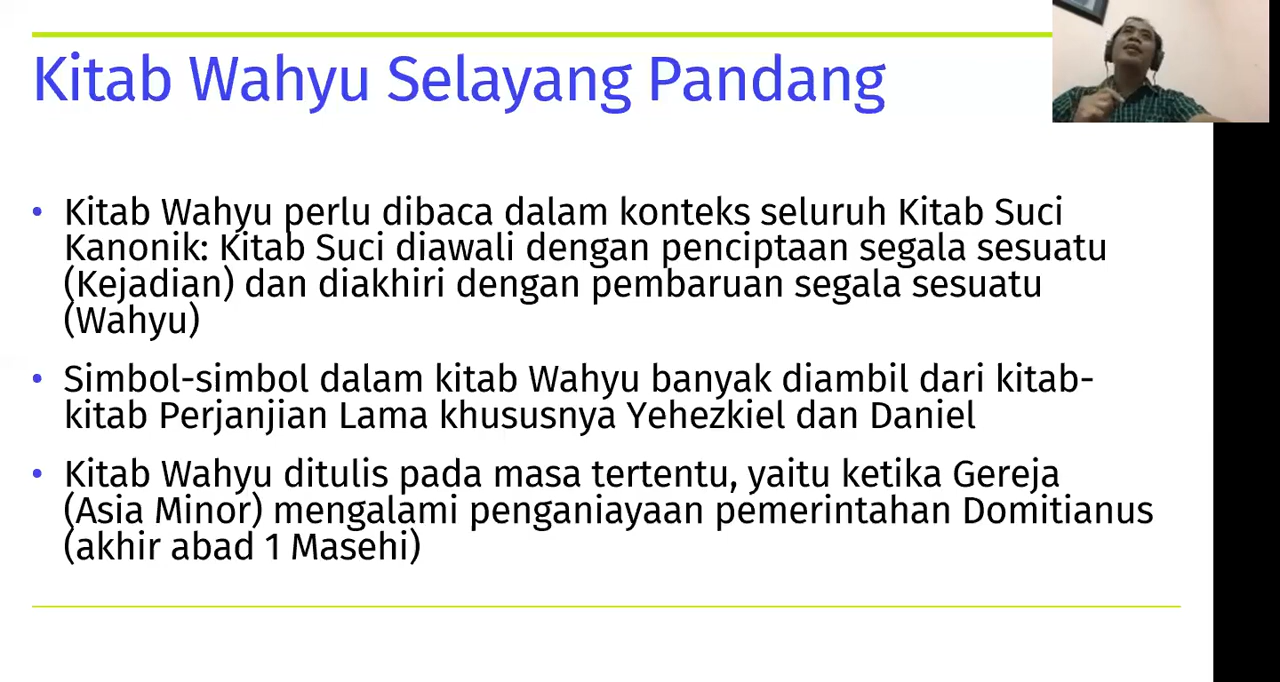 Kitab Wahyu Selayang Pandang
• Kitab Wahyu perlu dibaca dalam konteks seluruh Kitab Suci
Kanonik: Kitab Suci diawali dengan penciptaan segala sesuatu
(Kejadian) dan diakhiri dengan pembaruan segala sesuatu
(Wahyu)
• Simbol-simbol dalam kitab Wahyu banyak diambil dari kitab-
kitab Perjanjian Lama khususnya Yehezkiel dan Daniel
• Kitab Wahyu ditulis pada masa tertentu, yaitu ketika Gereja
(Asia Minor) mengalami penganiayaan pemerintahan Domitianus
(akhir abad 1 Masehi)